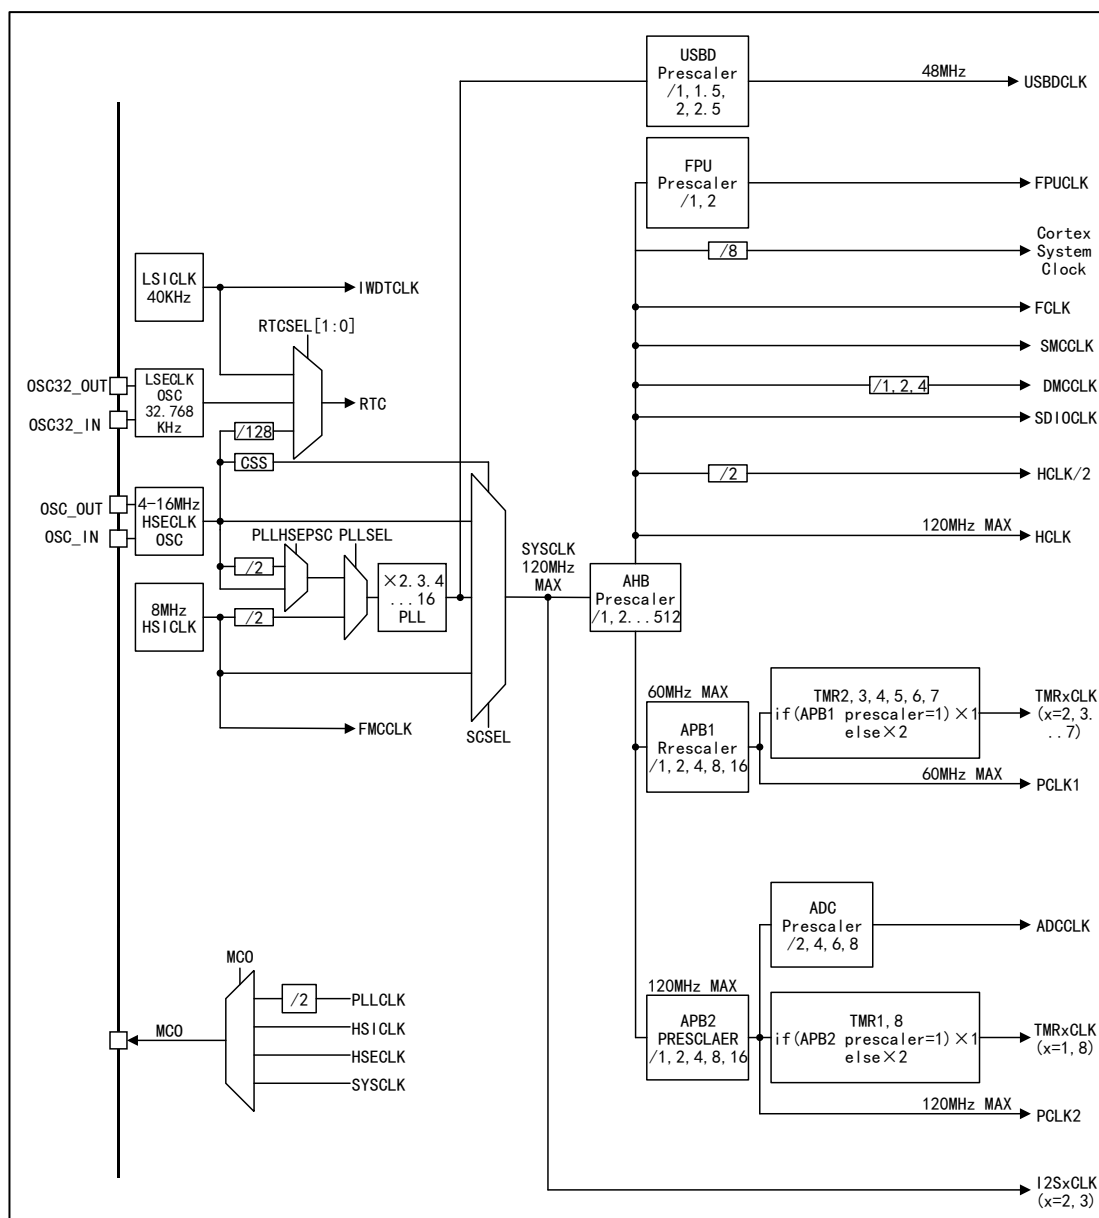 USBD
Prescaler
/1, 1.5,
2, 2.5
48MHz
USBDCLK
FPU
Prescaler
/1, 2
FPUCLK
/8
Cortex
System
Clock
LSICLK
40KHz
IWDTCLK
FCLK
RTCSEL[1:0]
SMCCLK
OSC32_OUT
OSC32_IN
LSECLK
OSC
32.768
KHz
RTC
/1, 2, 4
DMCCLK
SDIOCLK
/128
CSS
/2
HCLK/2
OSC_OUT
OSC_IN
4-16MHz
HSECLK
OSC
120MHz MAX
HCLK
PLLHSEPSC
PLLSEL
/2
×2.3.4
...16
PLL
SYSCLK
120MHz
MAX
AHB
Prescaler
/1, 2...512
8MHz
HSICLK
/2
FMCCLK
SCSEL
60MHz MAX
APB1
Rrescaler
/1, 2, 4, 8, 16
TMR2, 3, 4, 5, 6, 7
if(APB1 prescaler=1)×1
else×2
TMRxCLK
(x=2, 3.
..7)
60MHz MAX
PCLK1
ADC
Prescaler
/2, 4, 6, 8
ADCCLK
MCO
/2
PLLCLK
HSICLK
HSECLK
SYSCLK
MCO
120MHz MAX
APB2
PRESCLAER
/1, 2, 4, 8, 16
TMR1, 8
if(APB2 prescaler=1)×1
else×2
TMRxCLK
(x=1, 8)
120MHz MAX
PCLK2
I2SxCLK
(x=2, 3)